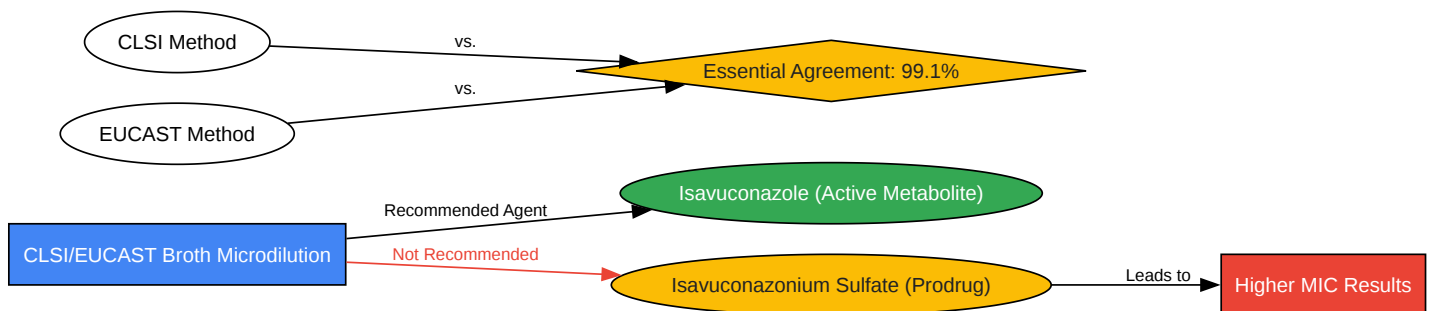 CLSI Method
vs.
Essential Agreement: 99.1%
vs.
EUCAST Method
Isavuconazole (Active Metabolite)
Recommended Agent
CLSI/EUCAST Broth Microdilution
Not Recommended
Isavuconazonium Sulfate (Prodrug)
Leads to
Higher MIC Results